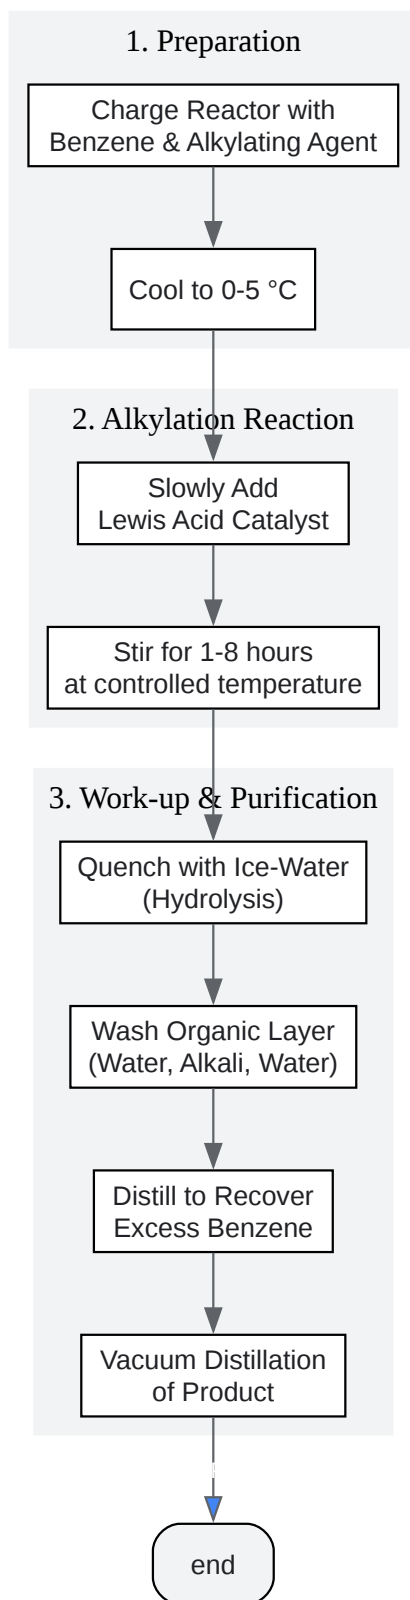 1. Preparation
Charge Reactor with
Benzene & Alkylating Agent
Cool to 0-5 °C
2. Alkylation Reaction
Slowly Add
Lewis Acid Catalyst
Stir for 1-8 hours
at controlled temperature
3. Work-up & Purification
Quench with Ice-Water
(Hydrolysis)
Wash Organic Layer
(Water, Alkali, Water)
Distill to Recover
Excess Benzene
Vacuum Distillation
of Product
end